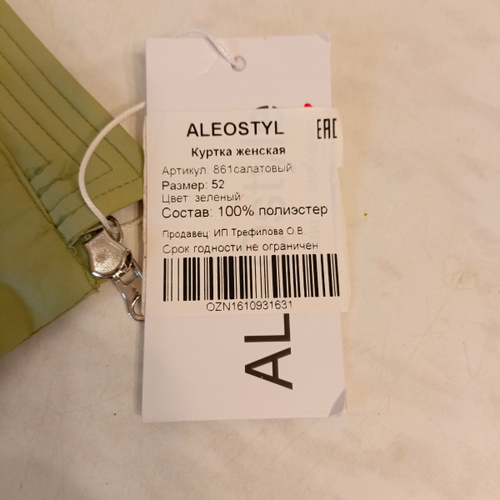 ALEOSTYL
EAC
Куртка женская
Артикул: 861салатовый
Размер: 52
Цвет: зеленый
Состав: 100% полиэстер
Продавец: ИП Трефилова О.В
Срок годности не ограничен
OZN1610931631
AL